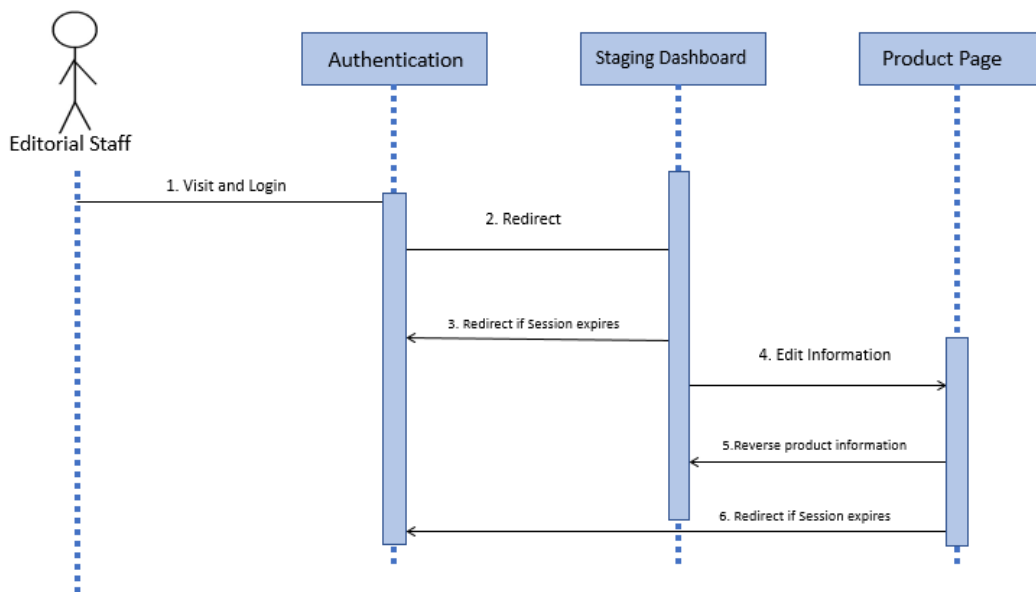 Authentication
Staging Dashboard
Product Page
Editorial Staff
1. Visit and Login
2. Redirect
3. Redirect if Session expires
4. Edit Information
5.Reverse product information
6. Redirect if Session expires